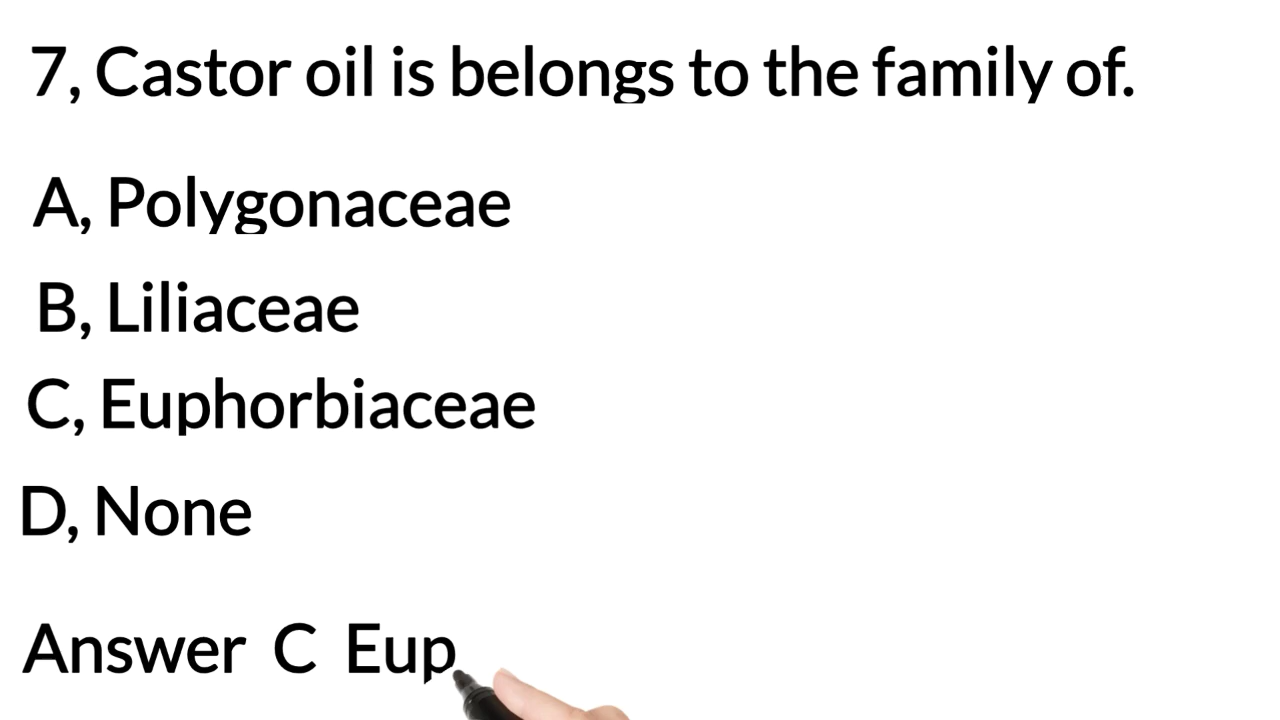 7, Castor oil is belongs to the family of.
A, Polygonaceae
B, Liliaceae
C, Euphorbiaceae
D, None
Answer C Eup